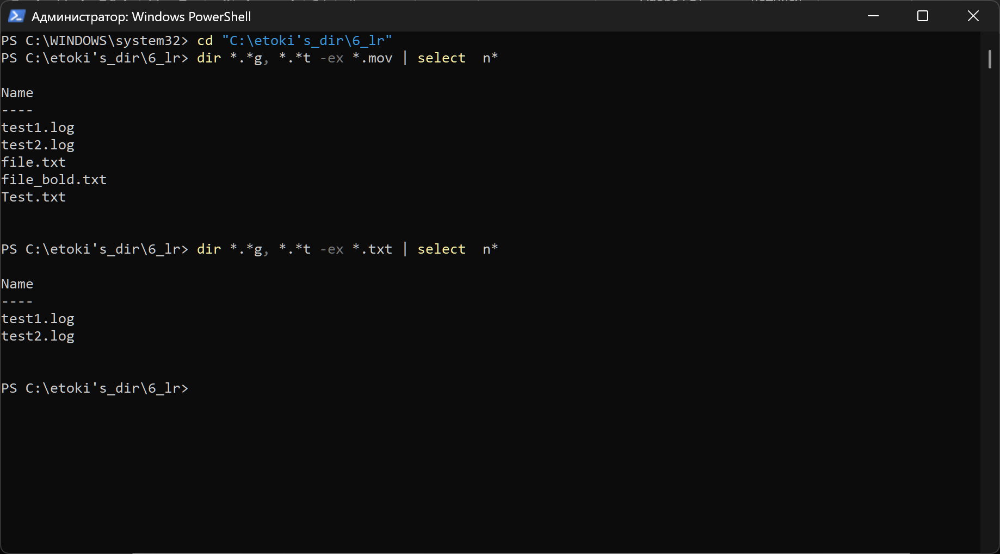 Администратор: Windows PowerShell
PS C:\WINDOWS\system32> cd "C:\etoki's_dir\6_lr"
PS C:\etoki's_dir\6_lr> dir *.*g, *.*t -ex *.mov | select  n*
Name
----
test1.log
test2.log
file.txt
file_bold.txt
Test.txt
PS C:\etoki's_dir\6_lr> dir *.*g, *.*t -ex *.txt | select  n*
Name
----
test1.log
test2.log
PS C:\etoki's_dir\6_lr>